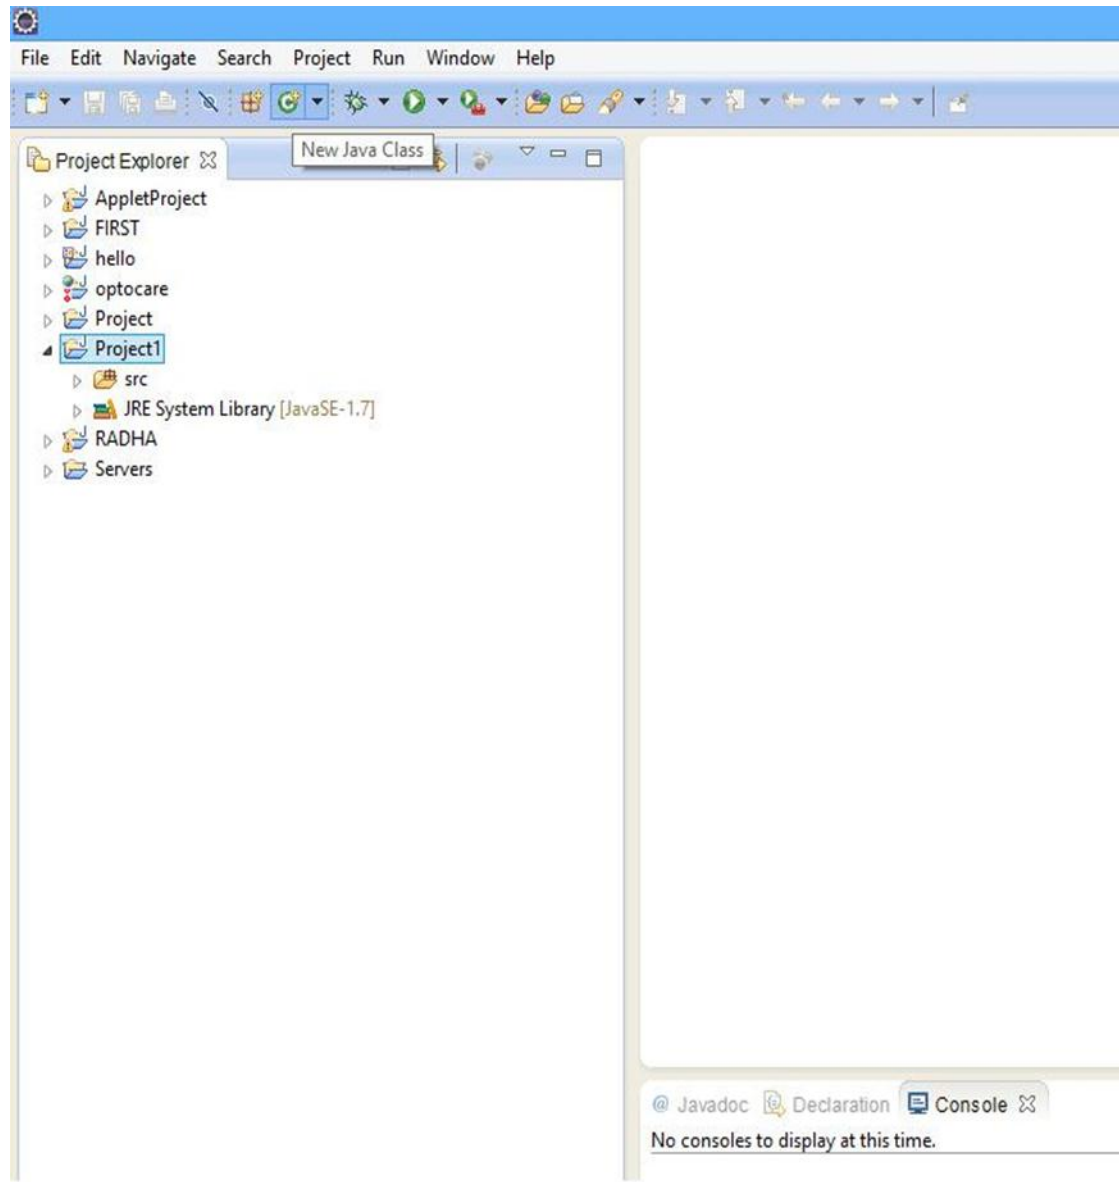 File Edit Navigate Search Project Run Window Help
New Java Class
Project Explorer
AppletProject
FIRST
hello
optocare
Project
Project1
src
JRE System Library [JavaSE-1.7]
RADHA
Servers
@ Javadoc Declaration Console
No consoles to display at this time.